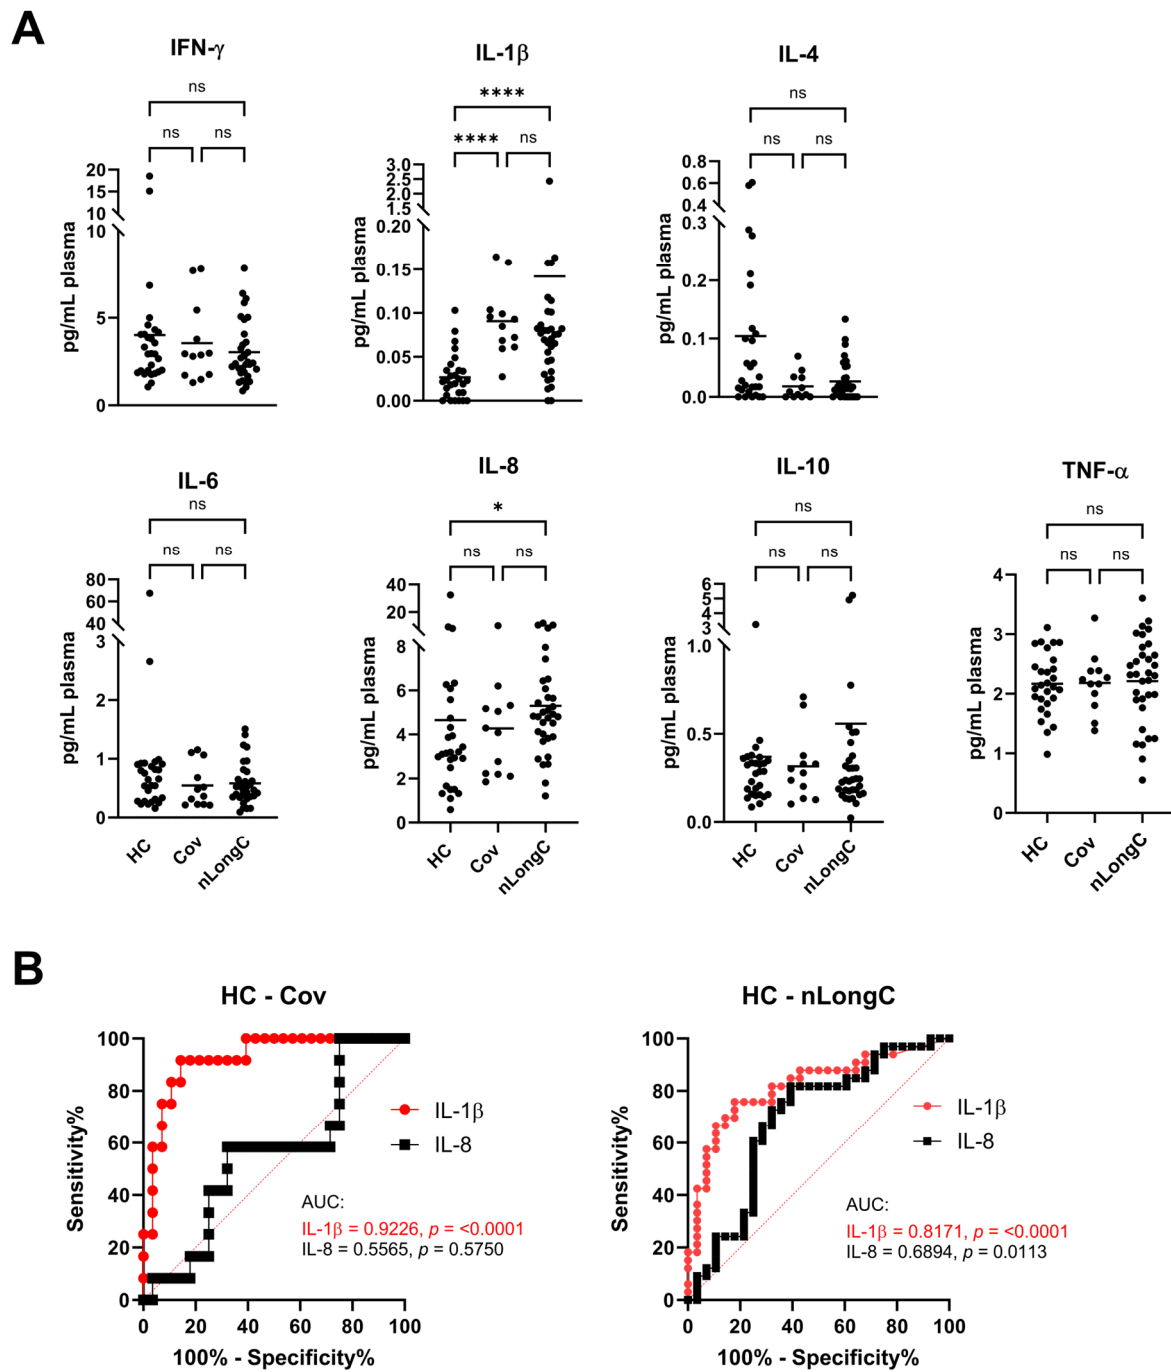 A
IFN-γ
ns
ns ns
pg/mL plasma
20
15
10
10
5
0
IL-1β
****
**** ns
pg/mL plasma
3.0
2.5
2.0
1.5
0.20
0.15
0.10
0.05
0.00
IL-4
ns
ns ns
pg/mL plasma
0.8
0.6
0.4
0.3
0.2
0.1
0.0
IL-6
ns
ns ns
pg/mL plasma
80
60
40
3
2
1
0
HC Cov nLongC
IL-8
*
ns ns
pg/mL plasma
40
20
8
6
4
2
0
HC Cov nLongC
IL-10
ns
ns ns
pg/mL plasma
6
5
4
3
1.0
0.5
0.0
HC Cov nLongC
TNF-α
ns
ns ns
pg/mL plasma
4
3
2
1
0
HC Cov nLongC
B
HC - Cov
Sensitivity%
100
80
60
40
20
0
IL-1β
IL-8
AUC:
IL-1β = 0.9226, p = <0.0001
IL-8 = 0.5565, p = 0.5750
0 20 40 60 80 100
100% - Specificity%
HC - nLongC
Sensitivity%
100
80
60
40
20
0
IL-1β
IL-8
AUC:
IL-1β = 0.8171, p = <0.0001
IL-8 = 0.6894, p = 0.0113
0 20 40 60 80 100
100% - Specificity%